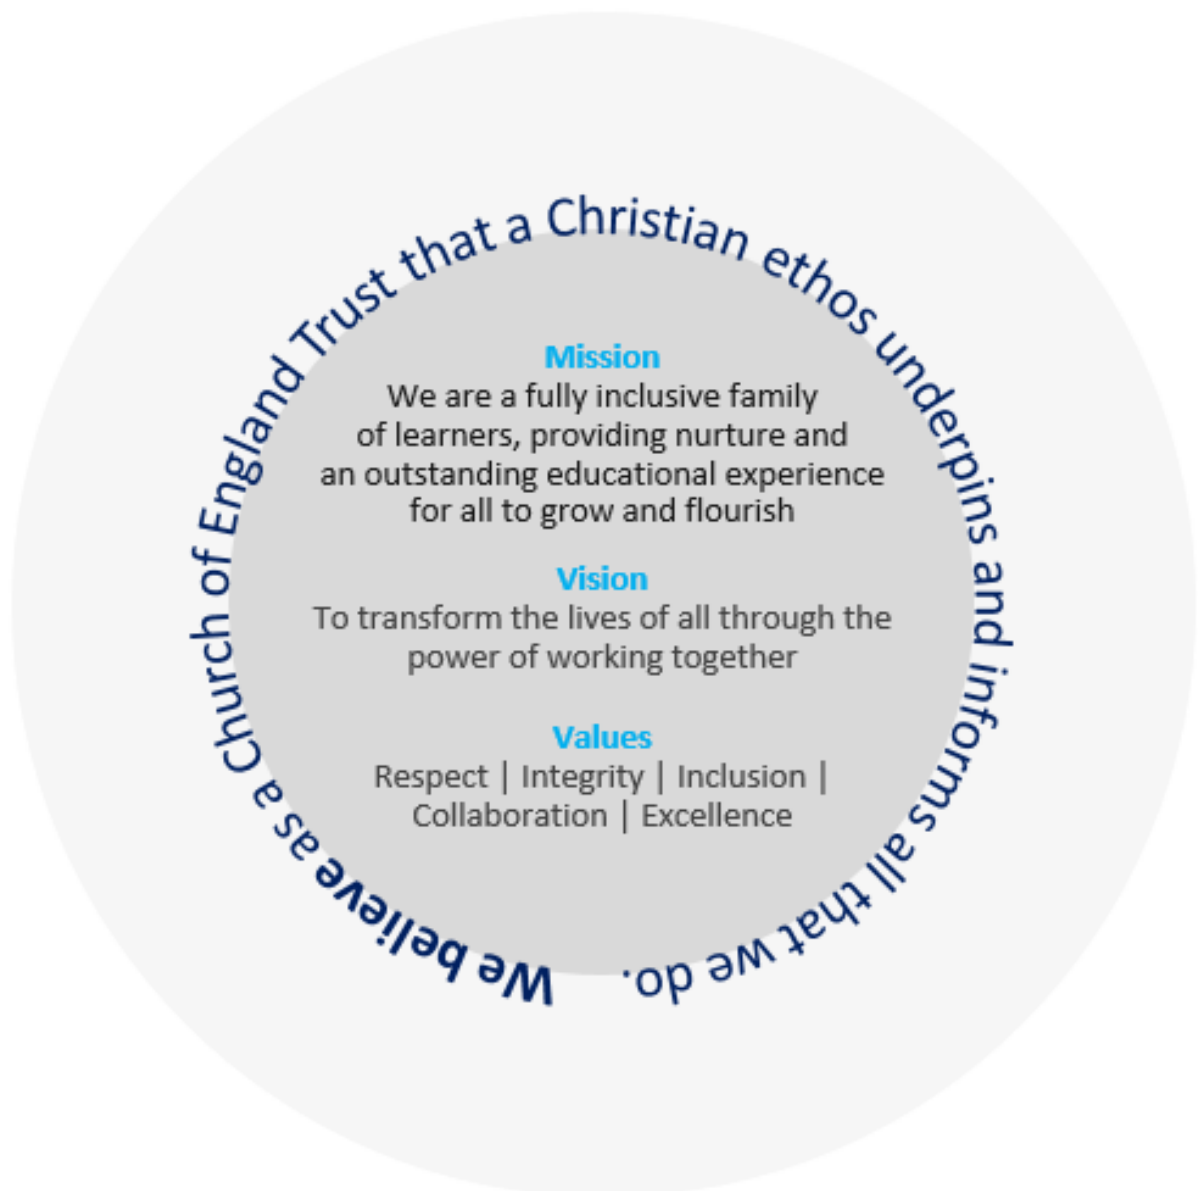 We believe as a Church of England Trust that a Christian ethos underpins and informs all that we do.
Mission
We are a fully inclusive family
of learners, providing nurture and
an outstanding educational experience
for all to grow and flourish
Vision
To transform the lives of all through the
power of working together
Values
Respect | Integrity | Inclusion |
Collaboration | Excellence